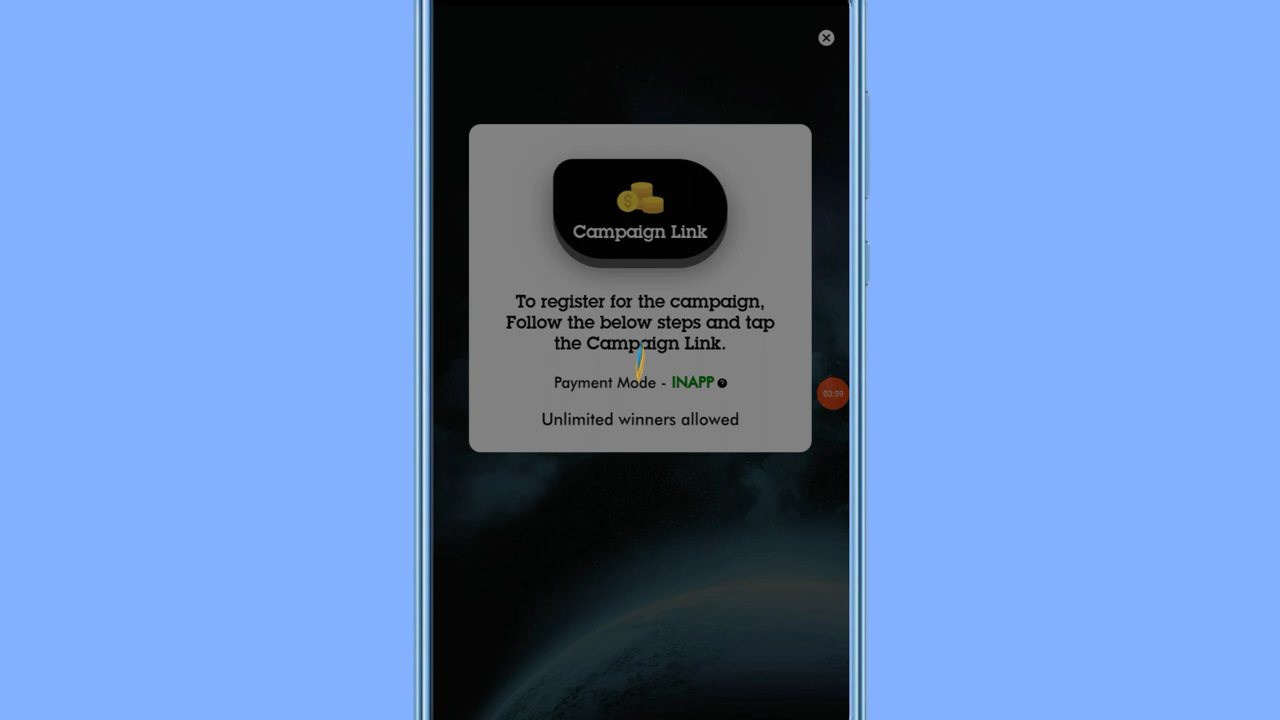 Campaign Link
To register for the campaign,
Follow the below steps and tap
the Campaign Link.
Payment Mode - INAPP ?
Unlimited winners allowed
03:59